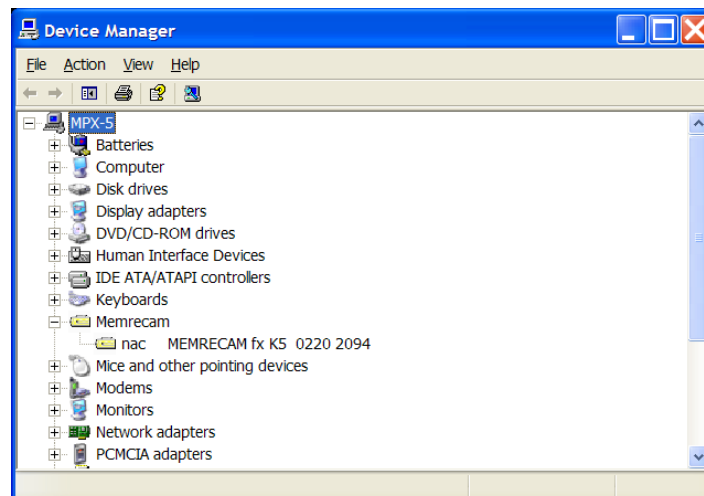 Device Manager
File Action View Help
MPX-5
Batteries
Computer
Disk drives
Display adapters
DVD/CD-ROM drives
Human Interface Devices
IDE ATA/ATAPI controllers
Keyboards
Memrecam
nac MEMRECAM fx K5 0220 2094
Mice and other pointing devices
Modems
Monitors
Network adapters
PCMCIA adapters